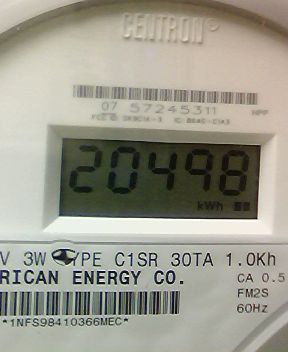 CENTRON®
07 57245311
20498
kWh
V 3W TYPE C1SR 30TA 1.0Kh
RICAN ENERGY CO.
CA 0.5
FM2S
60Hz
*1NFS98410366MEC*